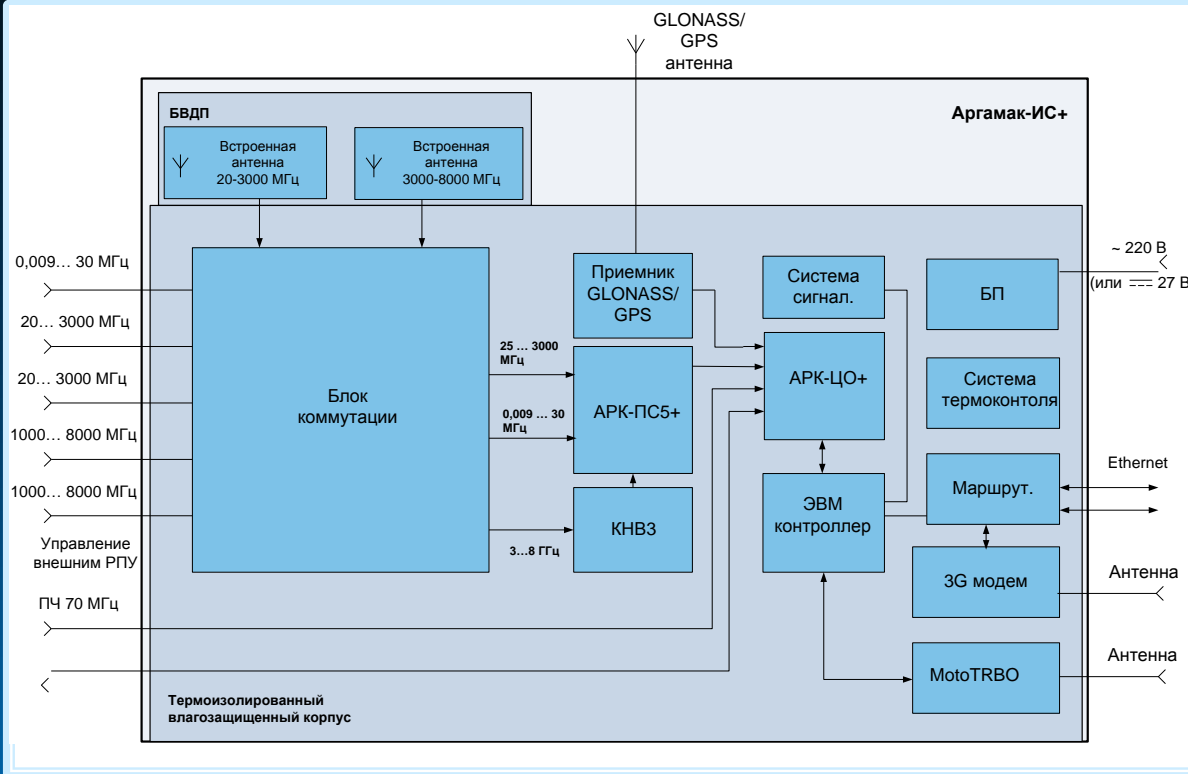 GLONASS/
GPS
антенна
Аргамак-ИС+
БВДП
Встроенная
антенна
20-3000 МГц
Встроенная
антенна
3000-8000 МГц
0,009... 30 МГц
20... 3000 МГц
20... 3000 МГц
1000... 8000 МГц
1000... 8000 МГц
Управление
внешним РПУ
ПЧ 70 МГц
Блок
коммутации
25 ... 3000
МГц
0,009 ... 30
МГц
3...8 ГГц
Приемник
GLONASS/
GPS
АРК-ПС5+
КНВ3
Система
сигнал.
АРК-ЦО+
ЭВМ
контроллер
БП
Система
термоконтоля
Маршрут.
3G модем
MotoTRBO
~ 220 В
(или 27 В
Ethernet
Антенна
Антенна
Термоизолированный
влагозащищенный корпус